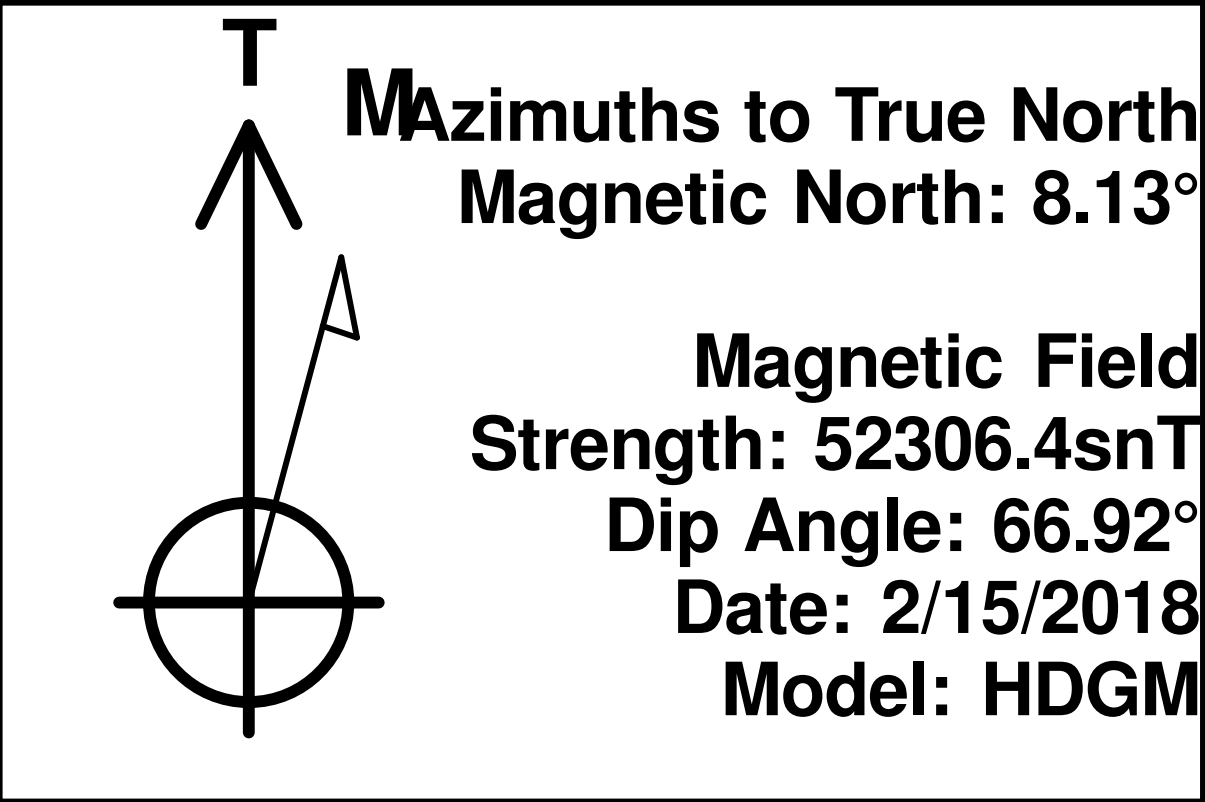 T
M
Azimuths to True North
Magnetic North: 8.13°
Magnetic Field
Strength: 52306.4snT
Dip Angle: 66.92°
Date: 2/15/2018
Model: HDGM